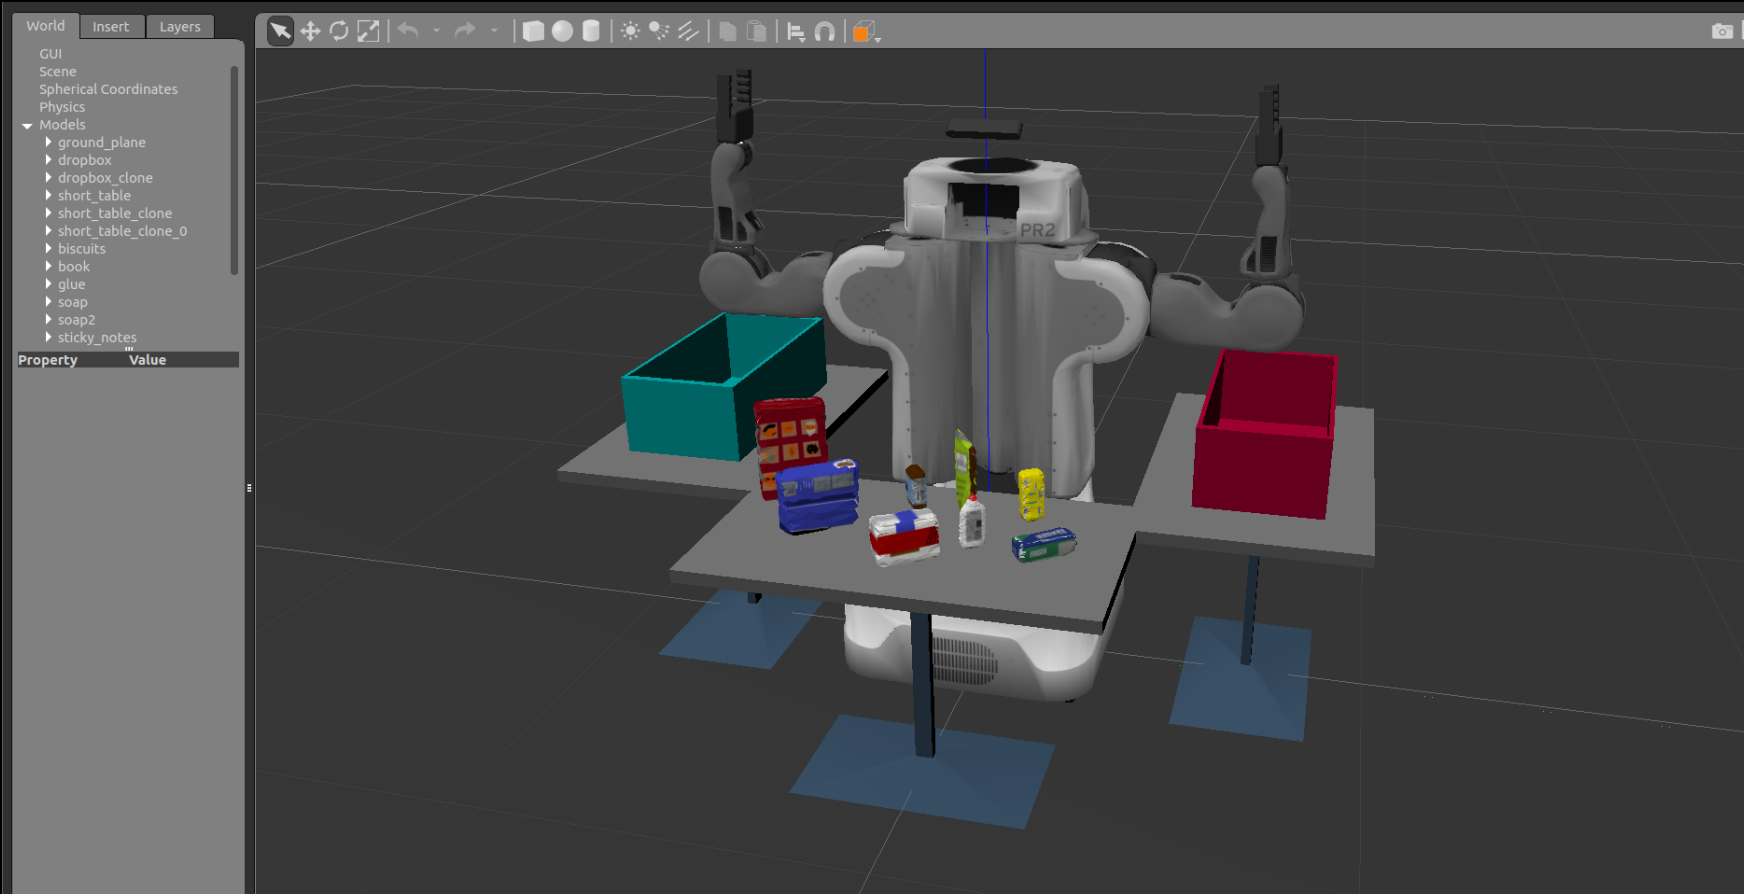 World Insert Layers
GUI
Scene
Spherical Coordinates
Physics
Models
ground_plane
dropbox
dropbox_clone
short_table
short_table_clone
short_table_clone_0
biscuits
book
glue
soap
soap2
sticky_notes
Property Value
PR2